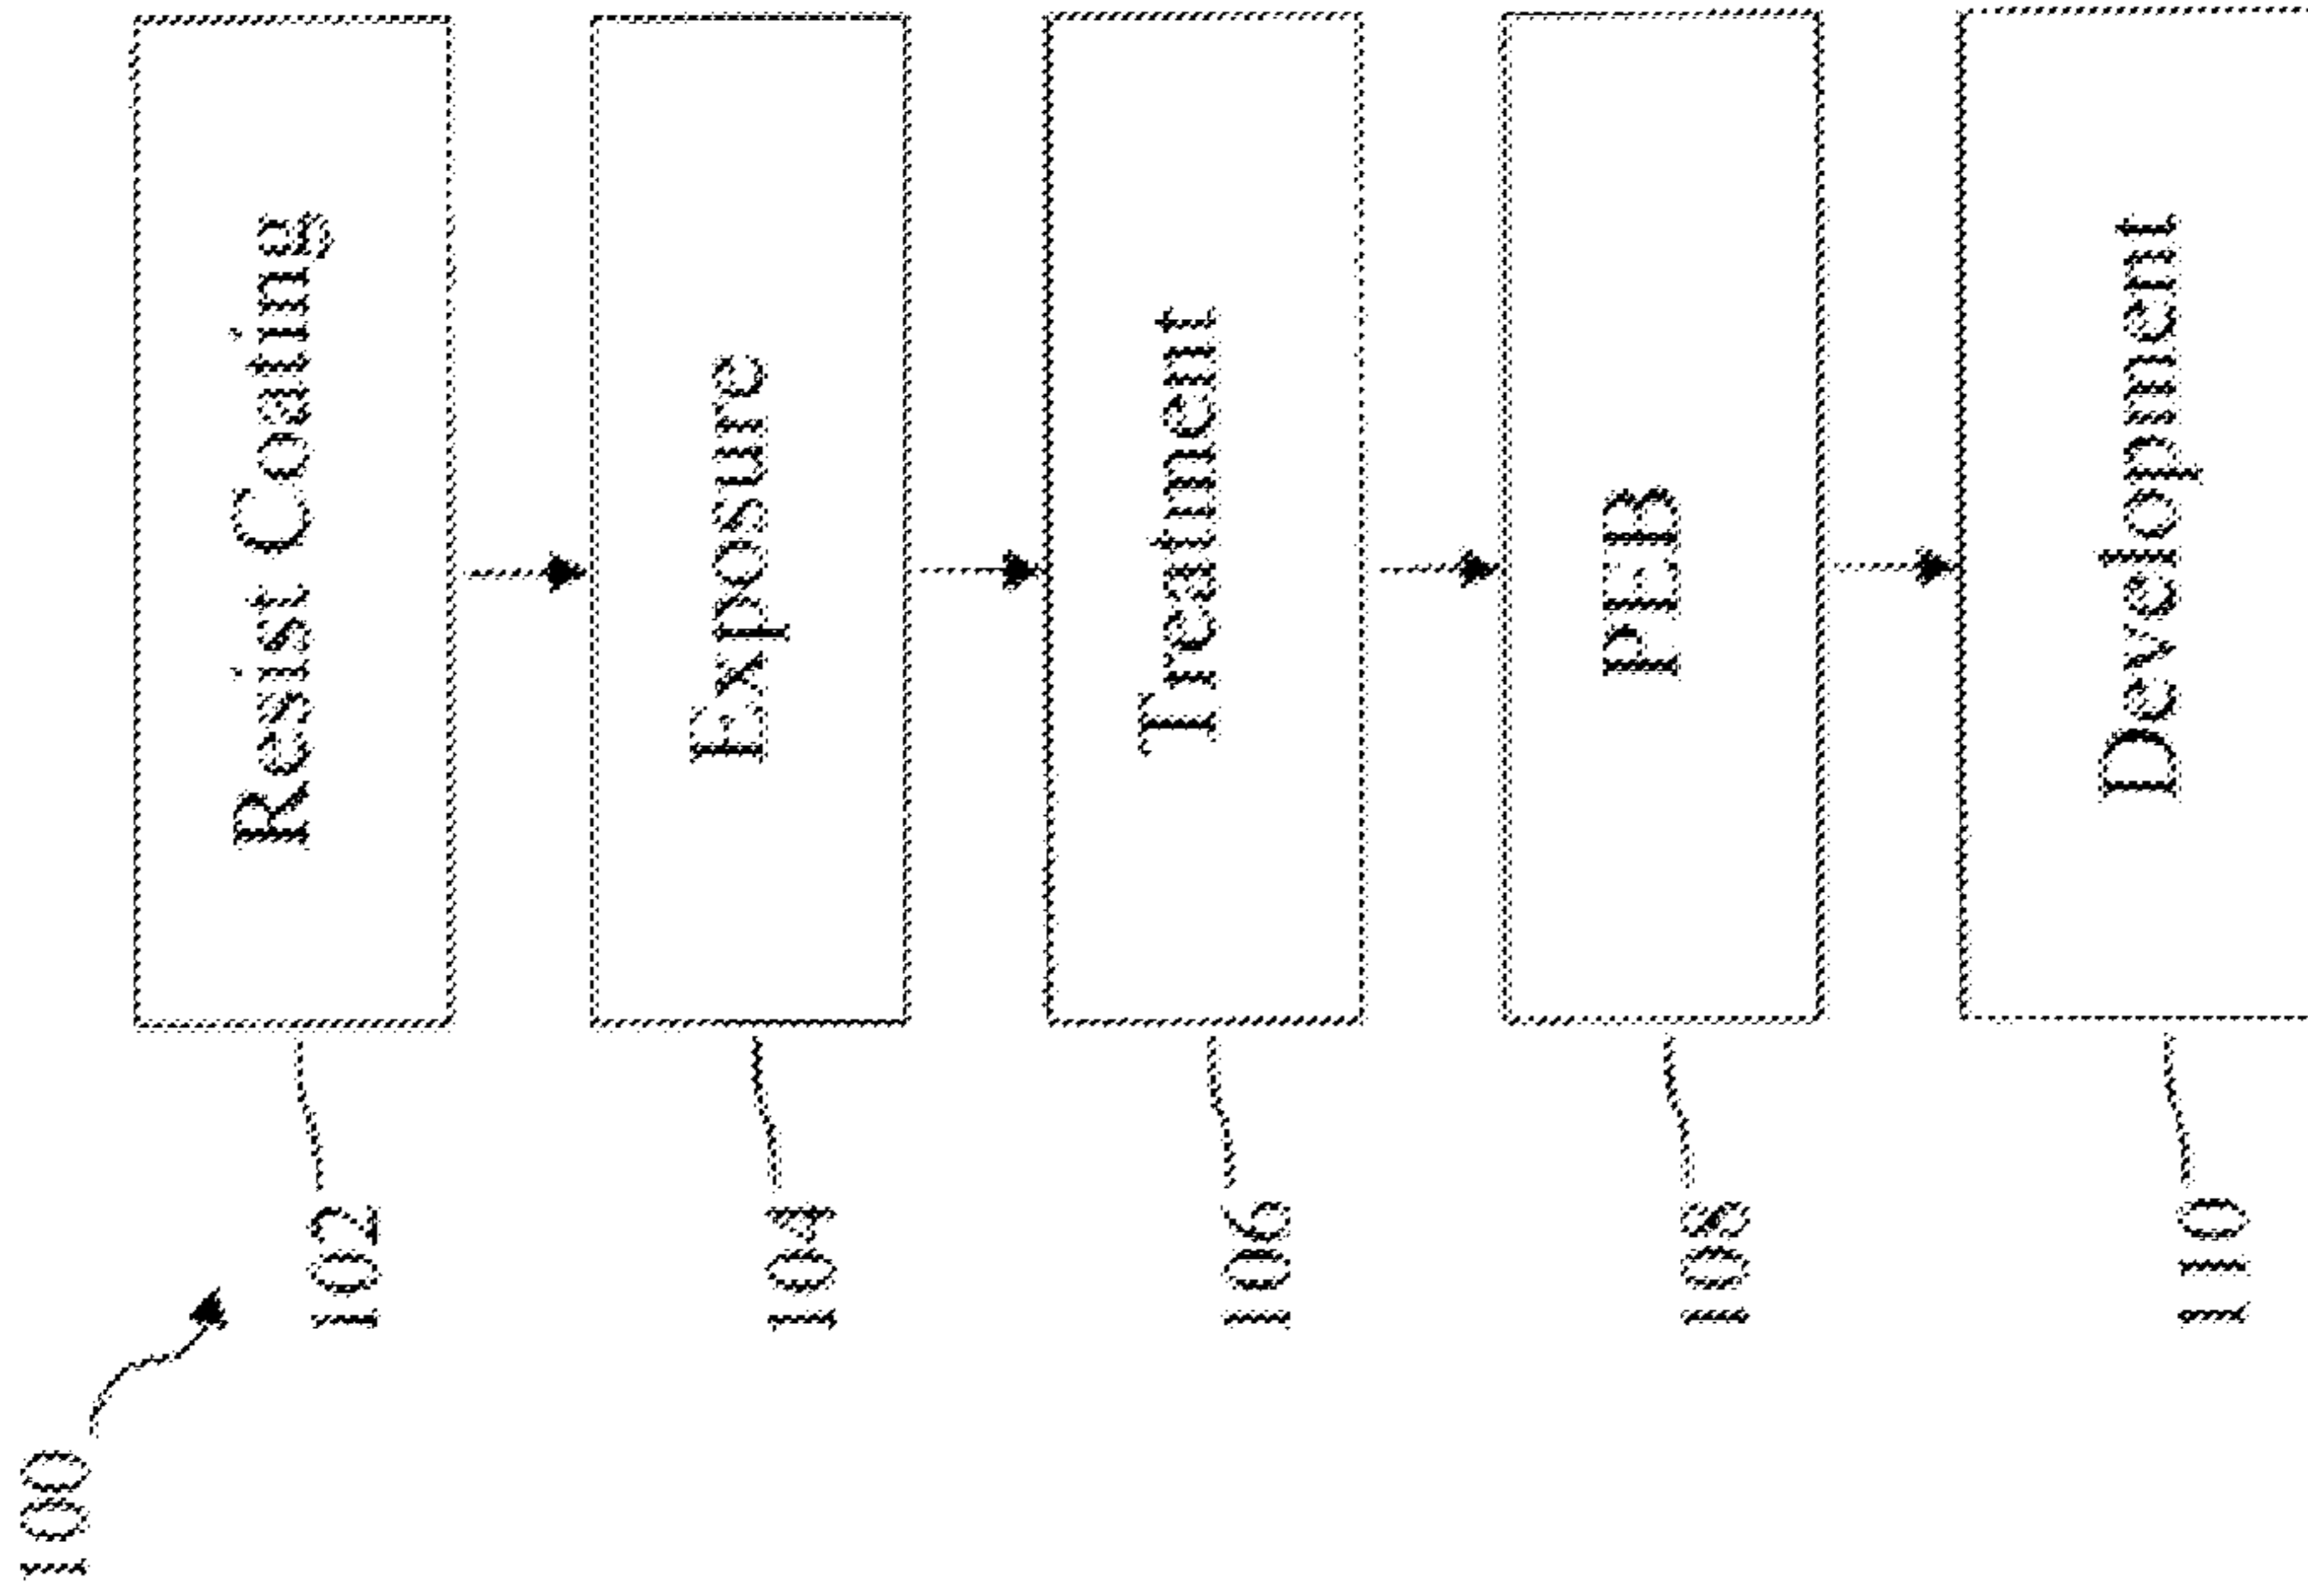 100
102
Resist Coating
104
Exposure
106
Treatment
108
PEB
110
Development